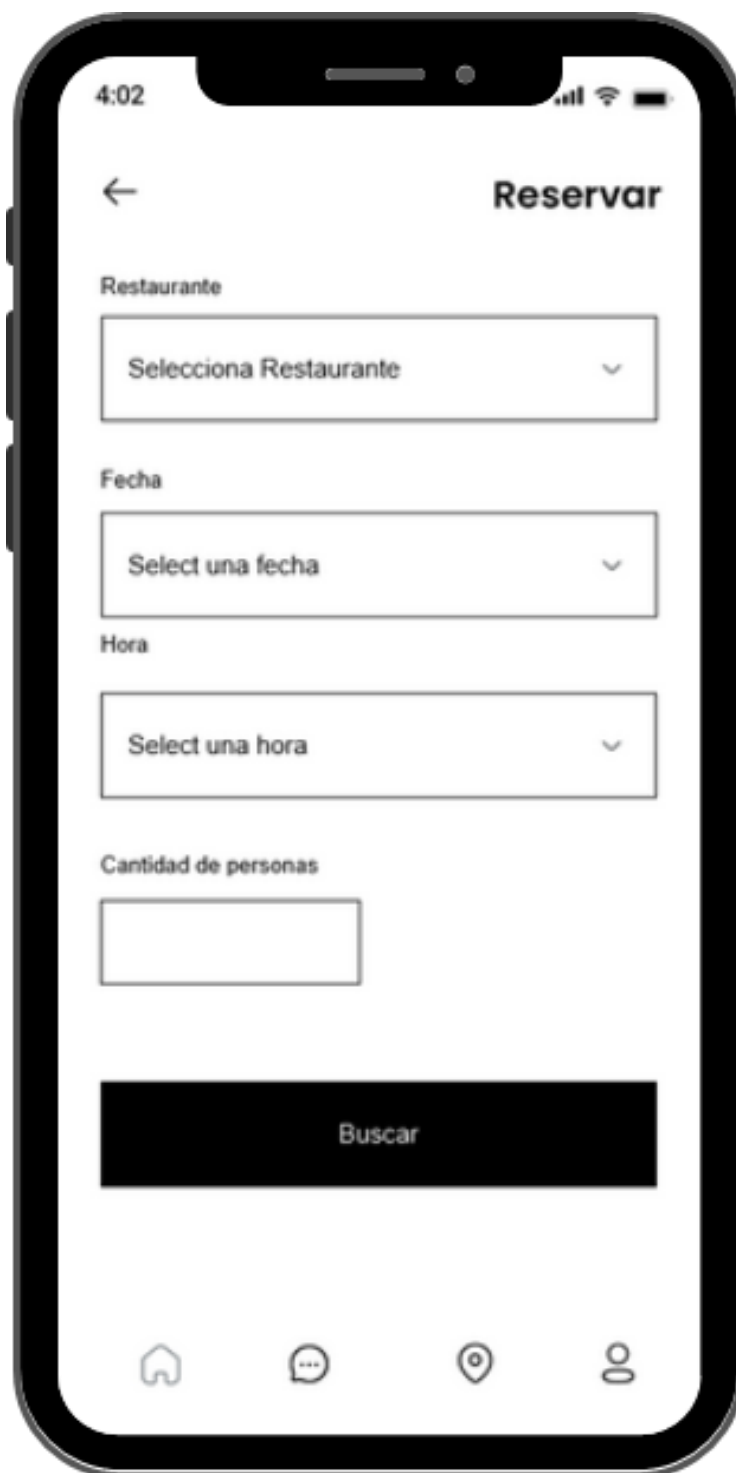 4:02
Reservar
Restaurante
Selecciona Restaurante
Fecha
Select una fecha
Hora
Select una hora
Cantidad de personas
Buscar